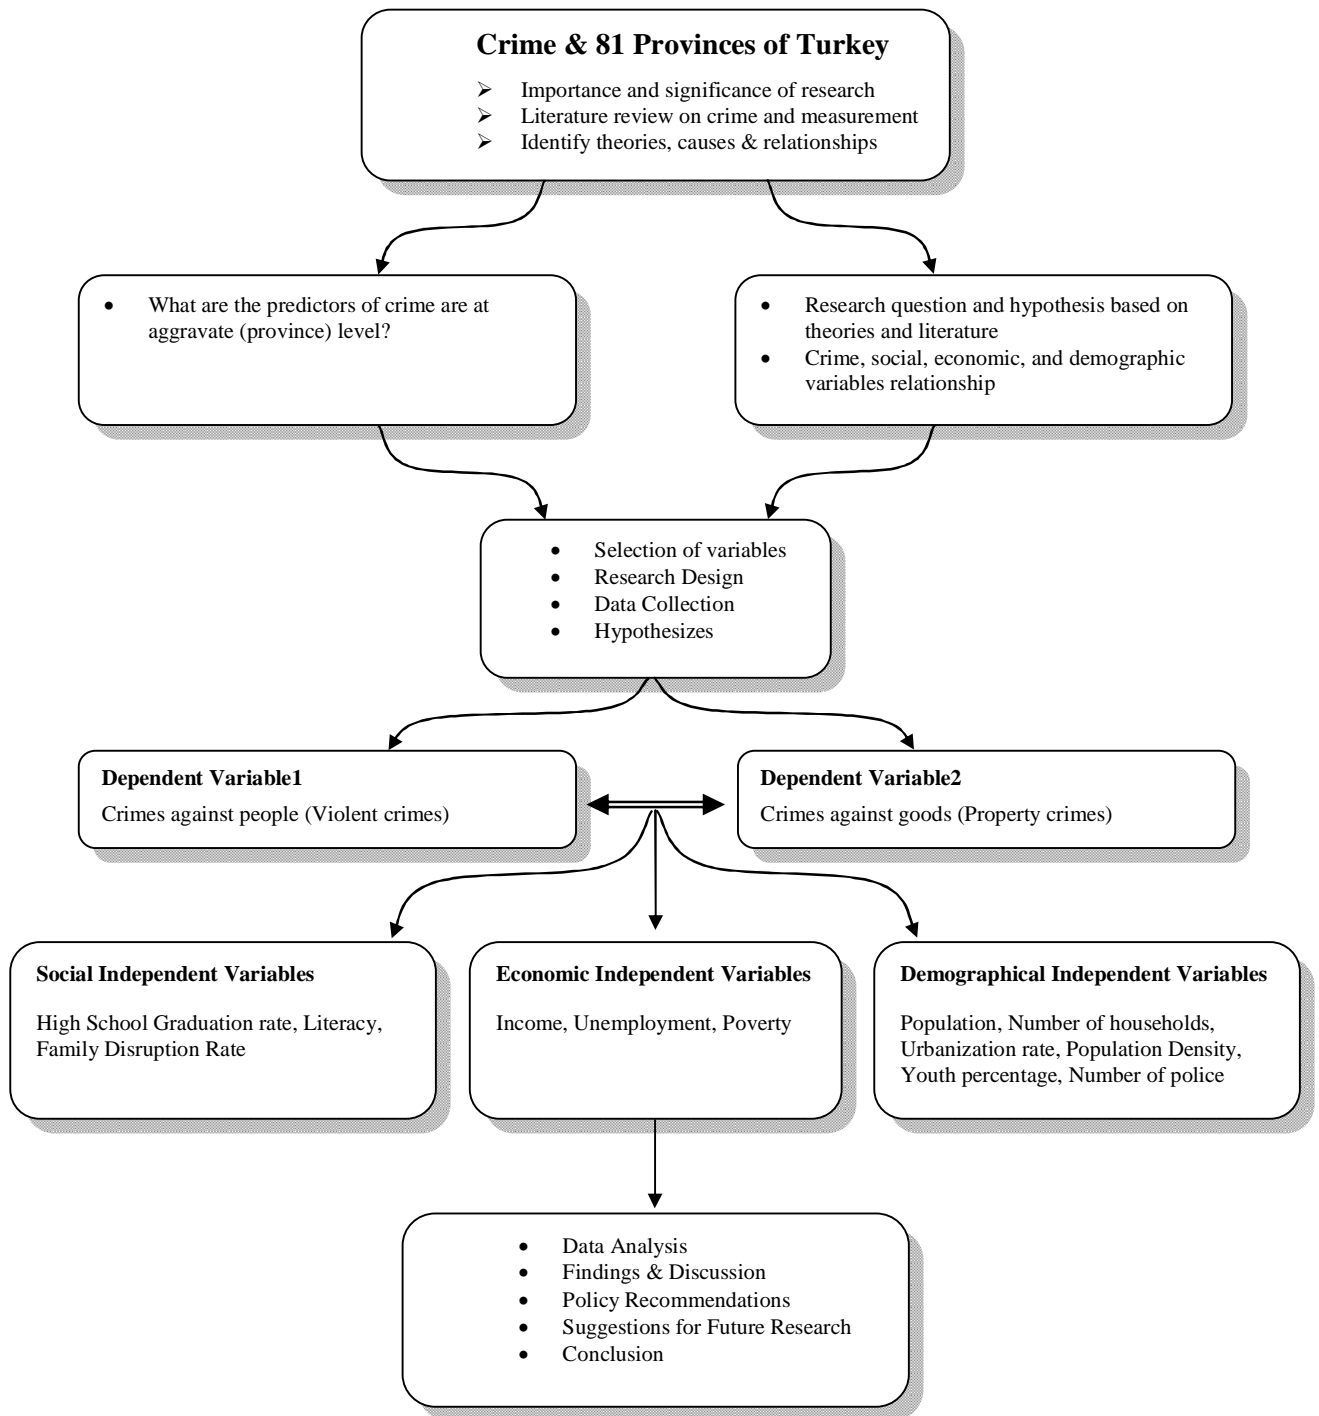 Crime & 81 Provinces of Turkey
➢ Importance and significance of research
➢ Literature review on crime and measurement
➢ Identify theories, causes & relationships
• What are the predictors of crime are at
aggravate (province) level?
• Research question and hypothesis based on
theories and literature
• Crime, social, economic, and demographic
variables relationship
• Selection of variables
• Research Design
• Data Collection
• Hypothesizes
Dependent Variable1
Crimes against people (Violent crimes)
Dependent Variable2
Crimes against goods (Property crimes)
Social Independent Variables
High School Graduation rate, Literacy,
Family Disruption Rate
Economic Independent Variables
Income, Unemployment, Poverty
Demographical Independent Variables
Population, Number of households,
Urbanization rate, Population Density,
Youth percentage, Number of police
• Data Analysis
• Findings & Discussion
• Policy Recommendations
• Suggestions for Future Research
• Conclusion